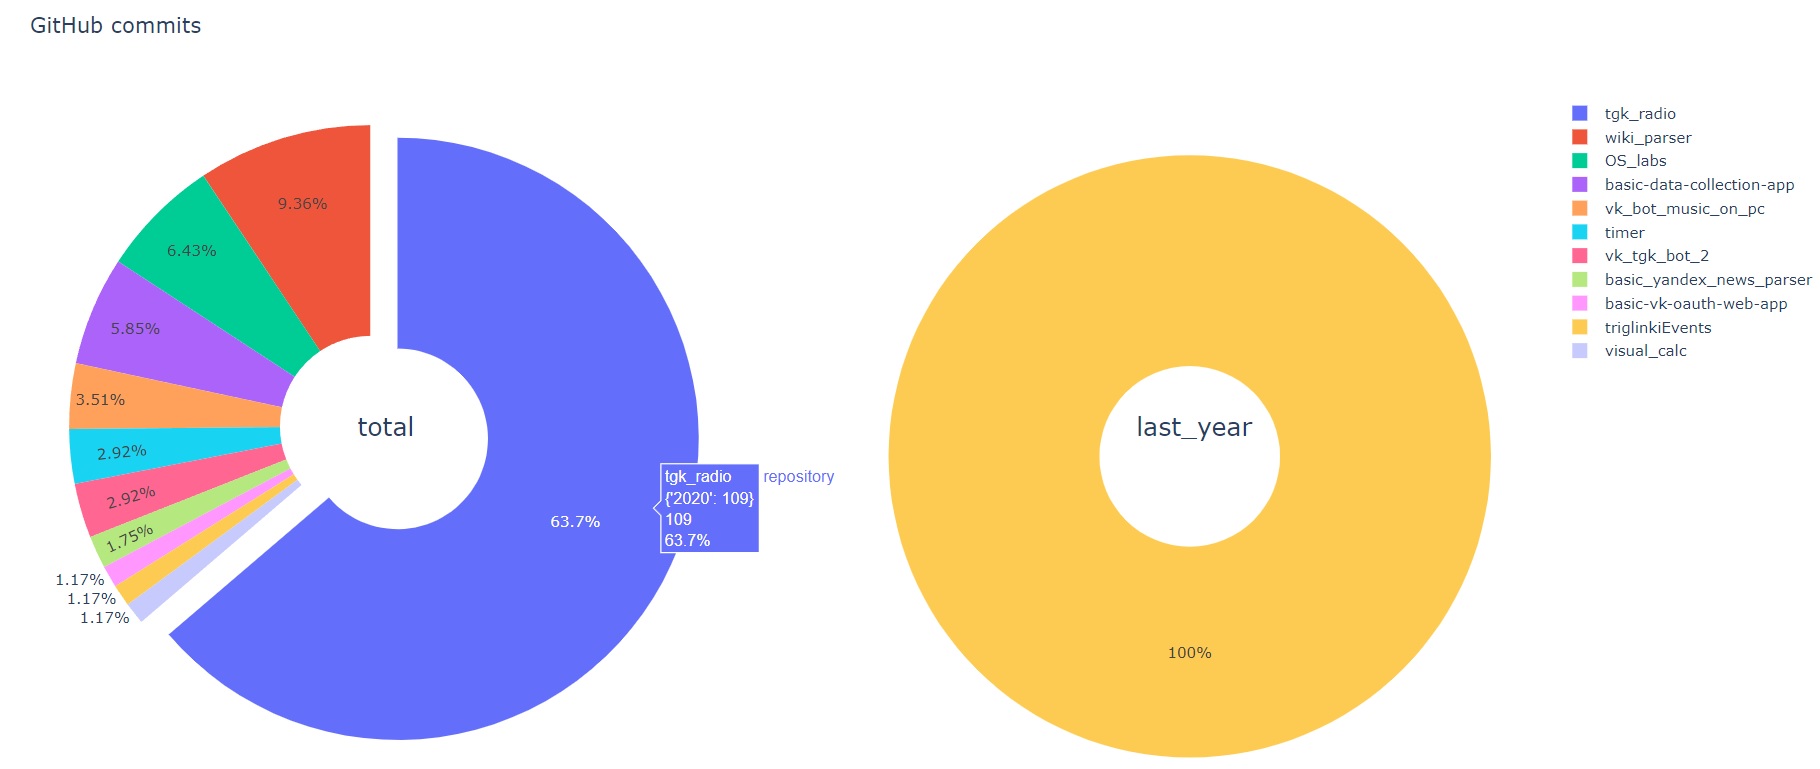 GitHub commits
9.36%
6.43%
5.85%
3.51%
2.92%
2.92%
1.75%
1.17%
1.17%
1.17%
63.7%
total
tgk_radio
{'2020': 109}
109
63.7%
repository
last_year
100%
tgk_radio
wiki_parser
OS_labs
basic-data-collection-app
vk_bot_music_on_pc
timer
vk_tgk_bot_2
basic_yandex_news_parser
basic-vk-oauth-web-app
triglinkiEvents
visual_calc